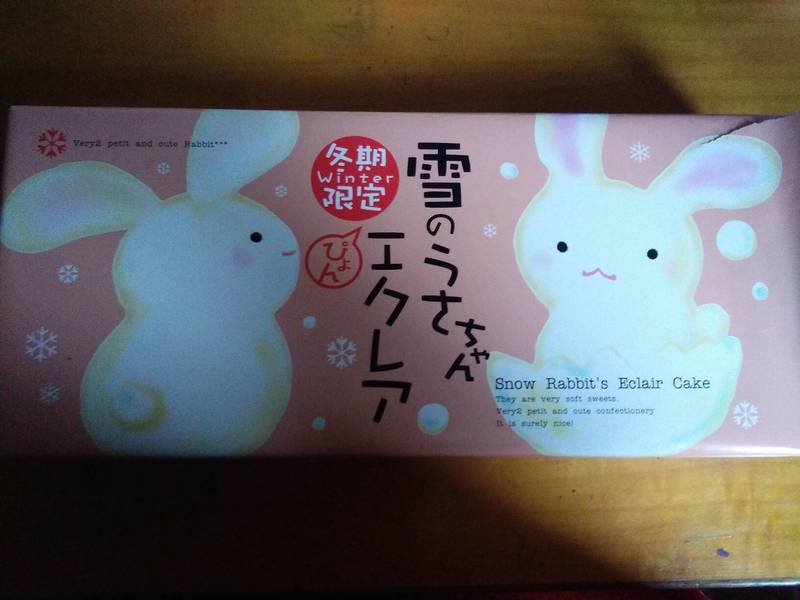 Very2 petit and cute Rabbit***
冬期
Winter
限定
雪のうさちゃん
エクレア
ぴょん
Snow Rabbit's Eclair Cake
They are very soft sweets.
Very2 petit and cute confectionery
It is surely nice!